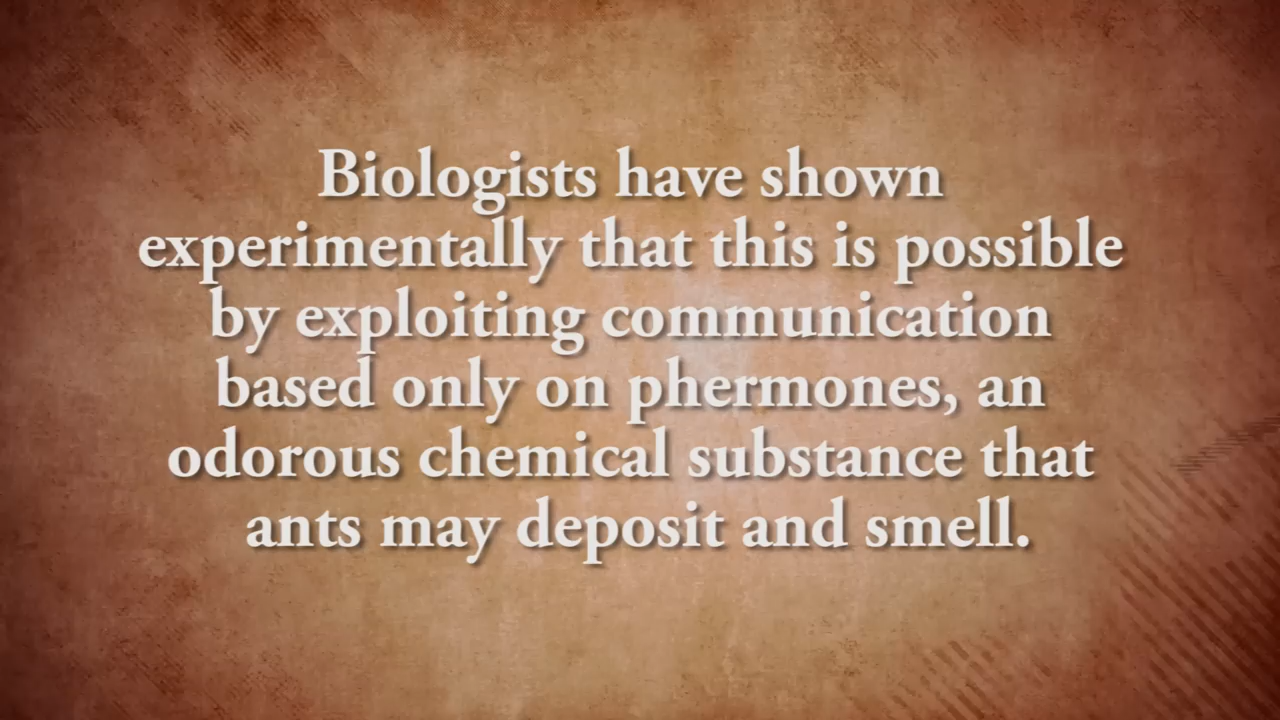 Biologists have shown
experimentally that this is possible
by exploiting communication
based only on phermones, an
odorous chemical substance that
ants may deposit and smell.